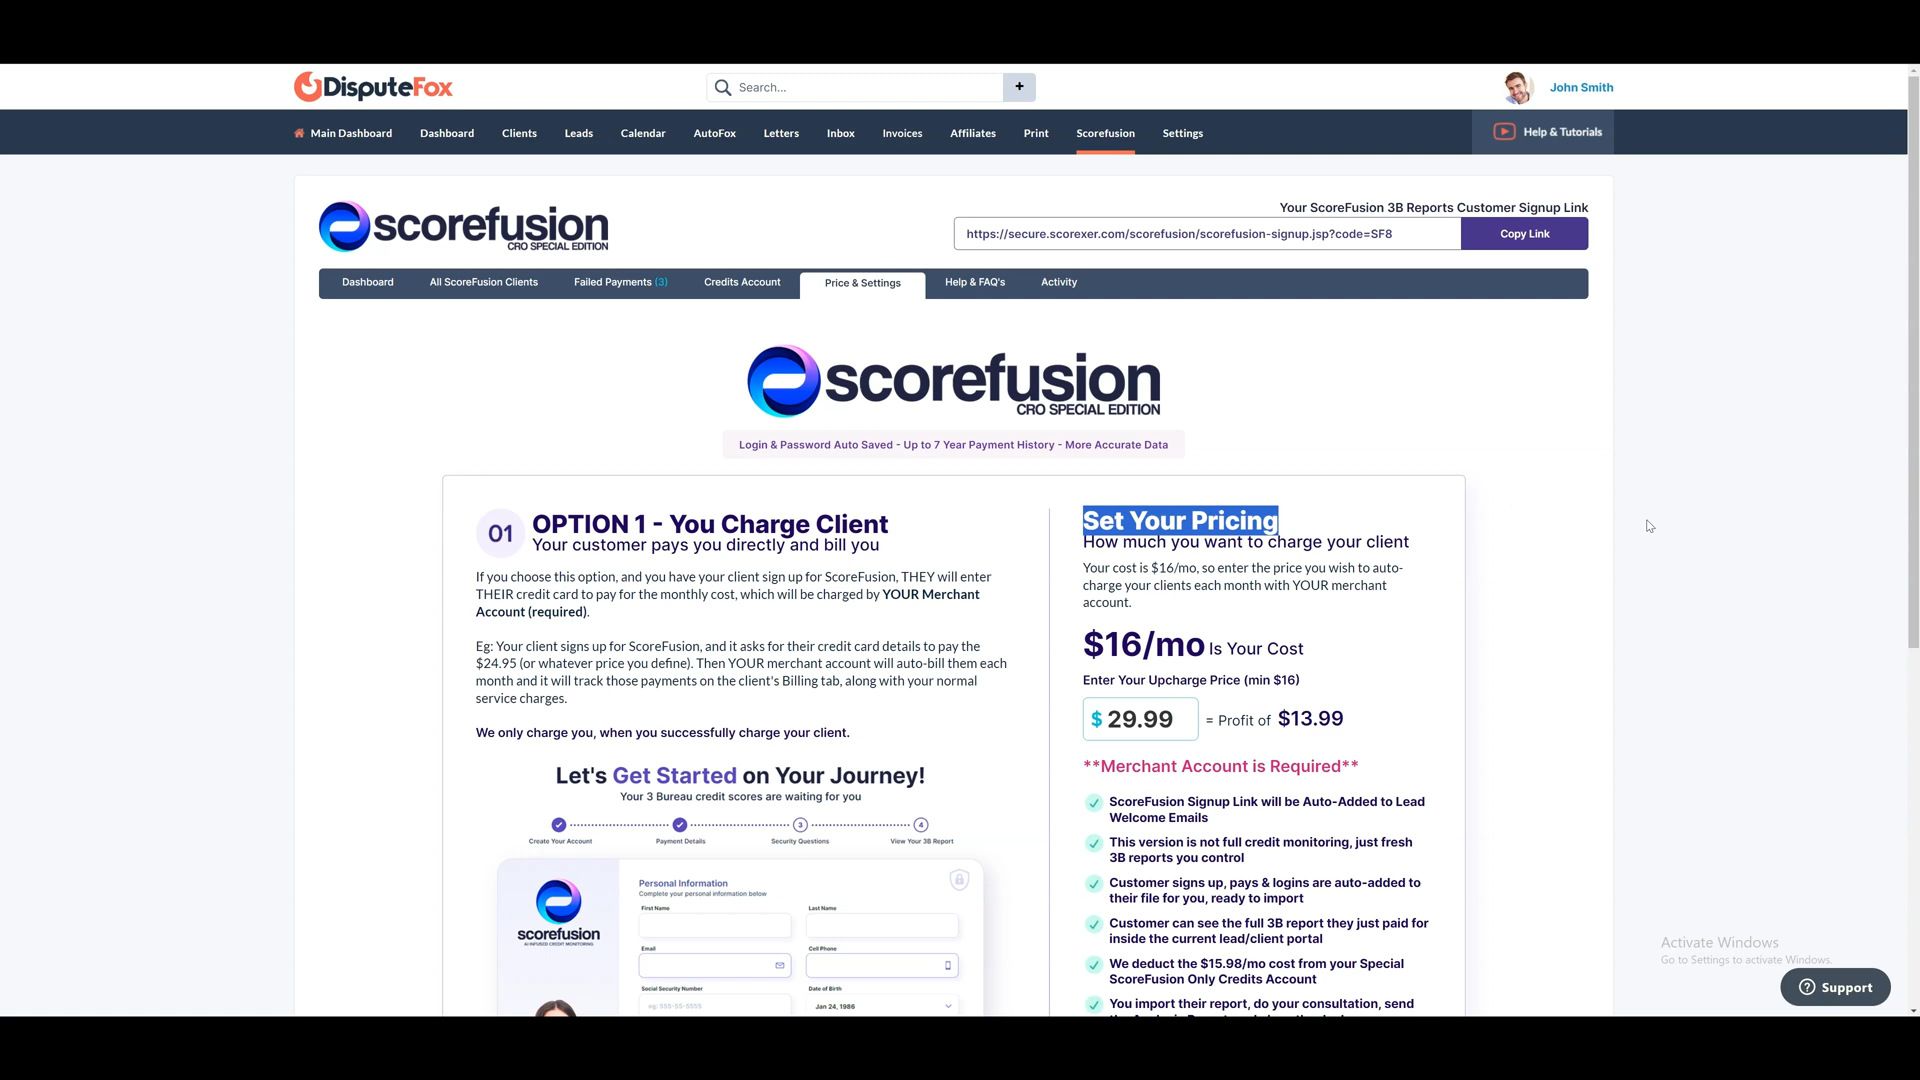 DisputeFox
Search...
+
John Smith
Main Dashboard
Dashboard
Clients
Leads
Calendar
AutoFox
Letters
Inbox
Invoices
Affiliates
Print
Scorefusion
Settings
Help & Tutorials
scorefusion
CRO SPECIAL EDITION
Your ScoreFusion 3B Reports Customer Signup Link
https://secure.scorexer.com/scorefusion/scorefusion-signup.jsp?code=SF8
Copy Link
Dashboard
All ScoreFusion Clients
Failed Payments (3)
Credits Account
Price & Settings
Help & FAQ's
Activity
scorefusion
CRO SPECIAL EDITION
Login & Password Auto Saved - Up to 7 Year Payment History - More Accurate Data
01
OPTION 1 - You Charge Client
Your customer pays you directly and bill you
If you choose this option, and you have your client sign up for ScoreFusion, THEY will enter
THEIR credit card to pay for the monthly cost, which will be charged by YOUR Merchant
Account (required).
Eg: Your client signs up for ScoreFusion, and it asks for their credit card details to pay the
$24.95 (or whatever price you define). Then YOUR merchant account will auto-bill them each
month and it will track those payments on the client's Billing tab, along with your normal
service charges.
We only charge you, when you successfully charge your client.
Let's Get Started on Your Journey!
Your 3 Bureau credit scores are waiting for you
3
4
Create Your Account
Payment Details
Security Questions
View Your 3B Report
scorefusion
AI-INFUSED CREDIT MONITORING
Personal Information
Complete your personal information below
First Name
Last Name
Email
Cell Phone
Social Security Number
Date of Birth
eg: 555-55-5555
Jan 24, 1986
Set Your Pricing
How much you want to charge your client
Your cost is $16/mo, so enter the price you wish to auto-
charge your clients each month with YOUR merchant
account.
$16/mo Is Your Cost
Enter Your Upcharge Price (min $16)
$ 29.99 = Profit of $13.99
**Merchant Account is Required**
ScoreFusion Signup Link will be Auto-Added to Lead
Welcome Emails
This version is not full credit monitoring, just fresh
3B reports you control
Customer signs up, pays & logins are auto-added to
their file for you, ready to import
Customer can see the full 3B report they just paid for
inside the current lead/client portal
We deduct the $15.98/mo cost from your Special
ScoreFusion Only Credits Account
You import their report, do your consultation, send
Activate Windows
Go to Settings to activate Windows.
Support